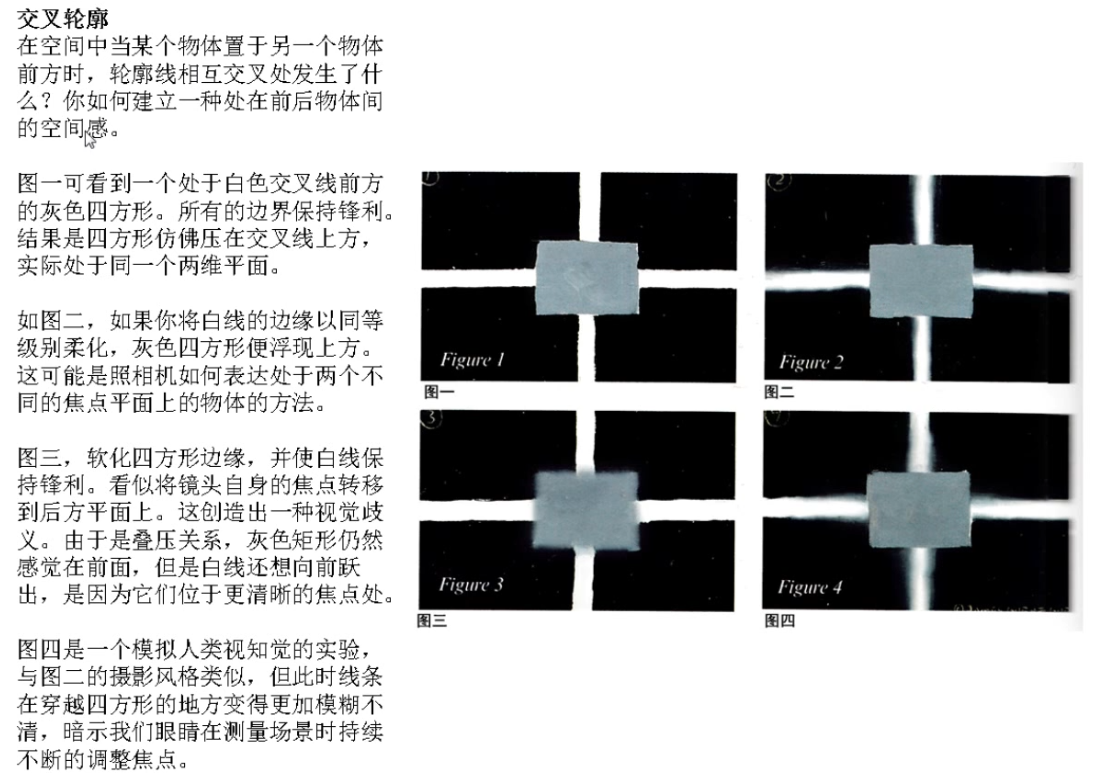 交叉轮廓
在空间中当某个物体置于另一个物体
前方时，轮廓线相互交叉处发生了什
么？你如何建立一种处在前后物体间
的空间感。
图一可看到一个处于白色交叉线前方
的灰色四方形。所有的边界保持锋利。
结果是四方形仿佛压在交叉线上方，
实际处于同一个两维平面。
如图二，如果你将白线的边缘以同等
级别柔化，灰色四方形便浮现上方。
这可能是照相机如何表达处于两个不
同的焦点平面上的物体的方法。
图三，软化四方形边缘，并使白线保
持锋利。看似将镜头自身的焦点转移
到后方平面上。这创造出一种视觉歧
义。由于是叠压关系，灰色矩形仍然
感觉在前面，但是白线还想向前跃
出，是因为它们位于更清晰的焦点处。
图四是一个模拟人类视知觉的实验，
与图二的摄影风格类似，但此时线条
在穿越四方形的地方变得更加模糊不
清，暗示我们眼睛在测量场景时持续
不断的调整焦点。
1
Figure 1
图一
2
Figure 2
图二
3
Figure 3
图三
Figure 4
图四